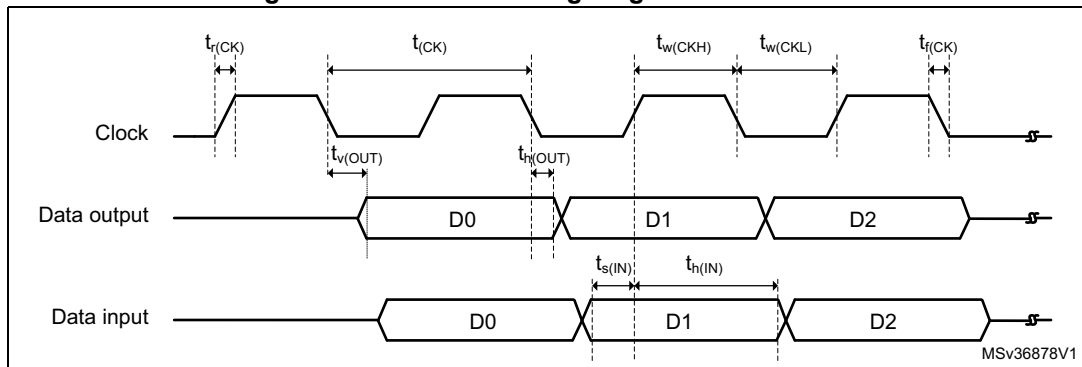 t_r(CK) t_(CK) t_w(CKH) t_w(CKL) t_f(CK)
Clock
t_v(OUT) t_h(OUT)
Data output D0 D1 D2
t_s(IN) t_h(IN)
Data input D0 D1 D2
MSv36878V1